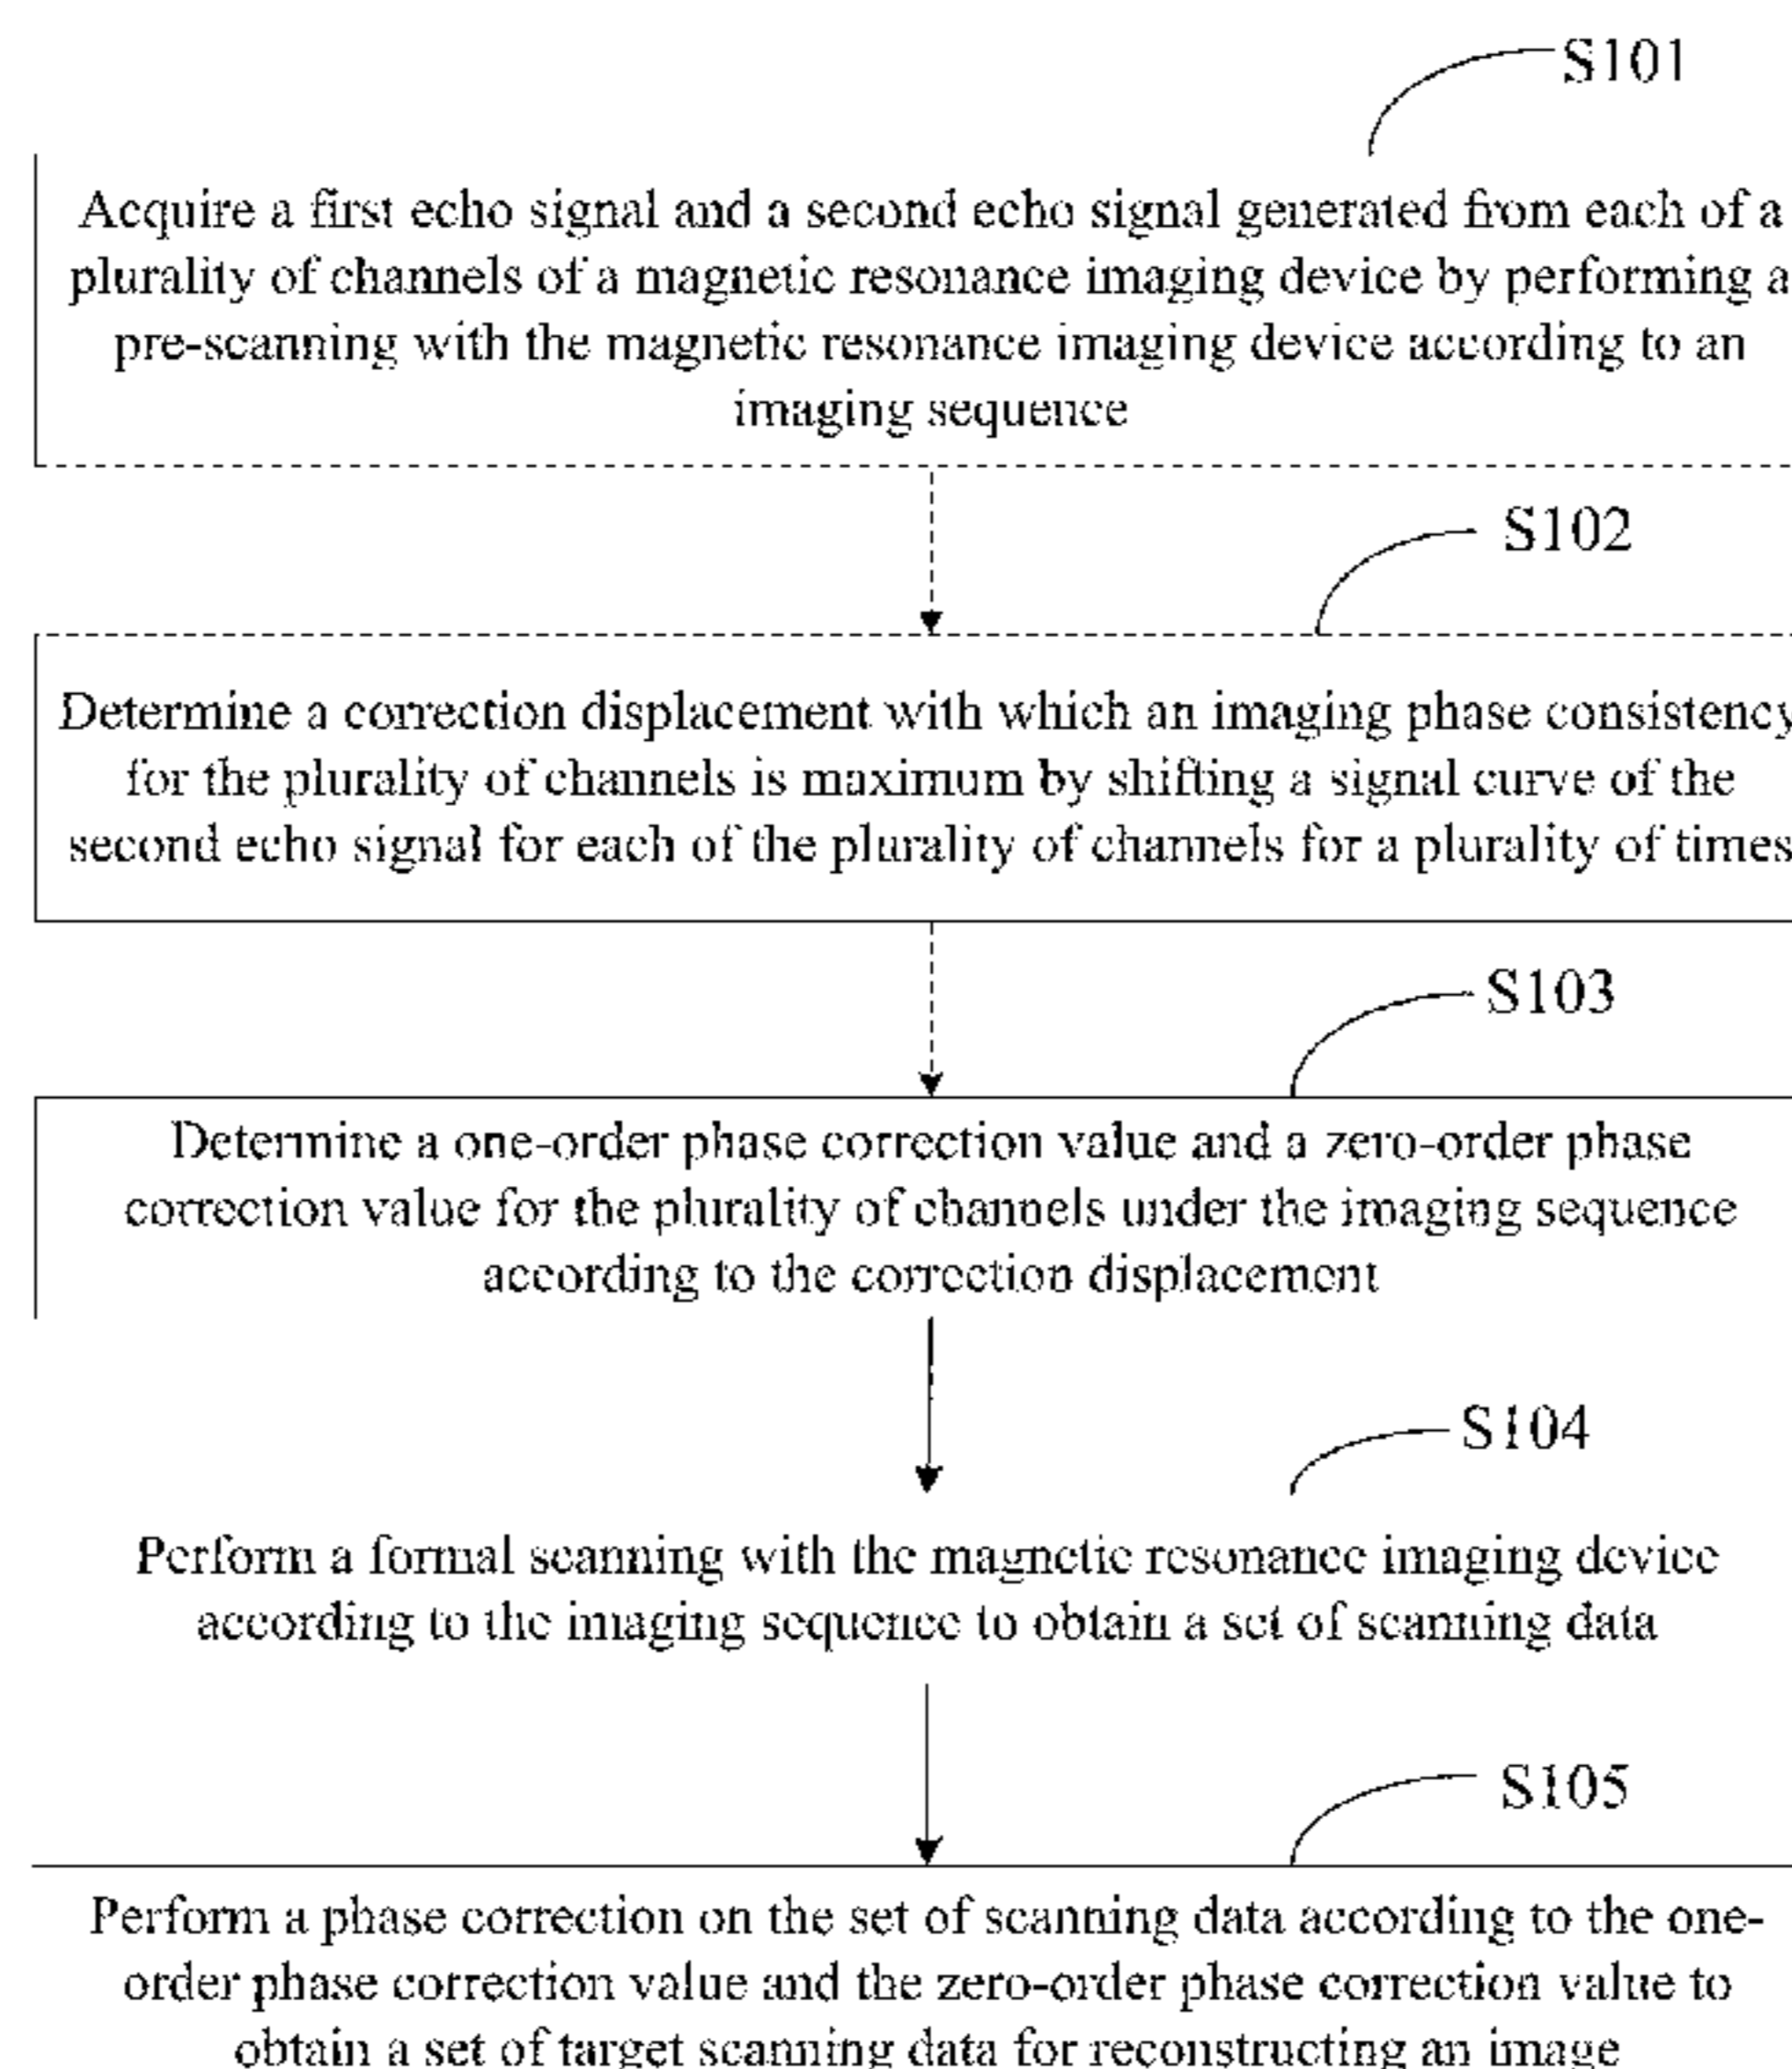 S101
Acquire a first echo signal and a second echo signal generated from each of a
plurality of channels of a magnetic resonance imaging device by performing a
pre-scanning with the magnetic resonance imaging device according to an
imaging sequence
S102
Determine a correction displacement with which an imaging phase consistency
for the plurality of channels is maximum by shifting a signal curve of the
second echo signal for each of the plurality of channels for a plurality of times
S103
Determine a one-order phase correction value and a zero-order phase
correction value for the plurality of channels under the imaging sequence
according to the correction displacement
S104
Perform a formal scanning with the magnetic resonance imaging device
according to the imaging sequence to obtain a set of scanning data
S105
Perform a phase correction on the set of scanning data according to the one-
order phase correction value and the zero-order phase correction value to
obtain a set of target scanning data for reconstructing an image